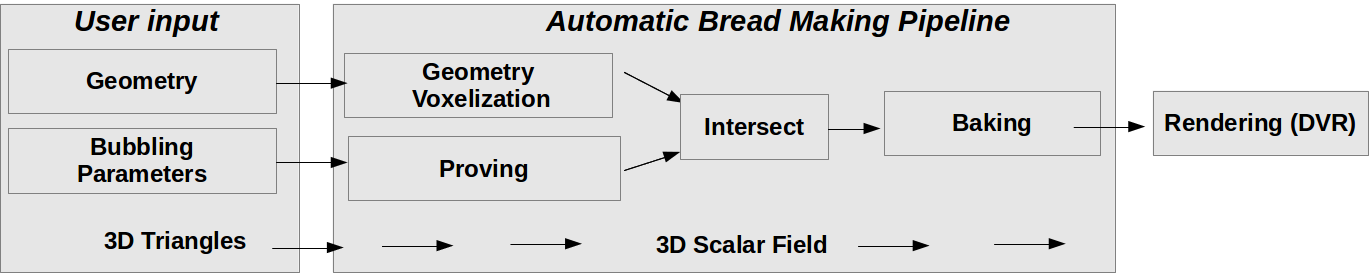 User input
Automatic Bread Making Pipeline
Geometry
Geometry
Voxelization
Bubbling
Parameters
Proving
Intersect
Baking
Rendering (DVR)
3D Triangles
3D Scalar Field